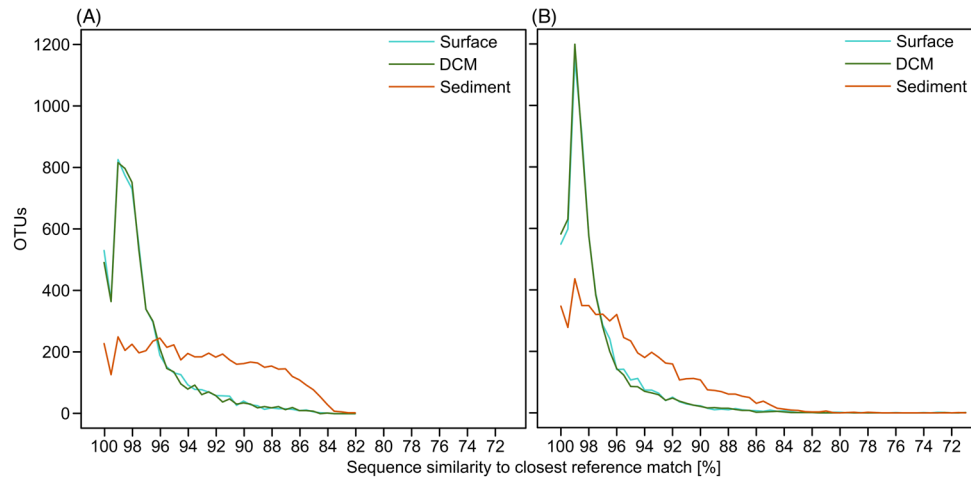 (A)
(B)
1200
1000
800
600
400
200
0
OTUs
Surface
DCM
Sediment
Surface
DCM
Sediment
100 98 96 94 92 90 88 86 84 82 80 78 76 74 72
100 98 96 94 92 90 88 86 84 82 80 78 76 74 72
Sequence similarity to closest reference match [%]